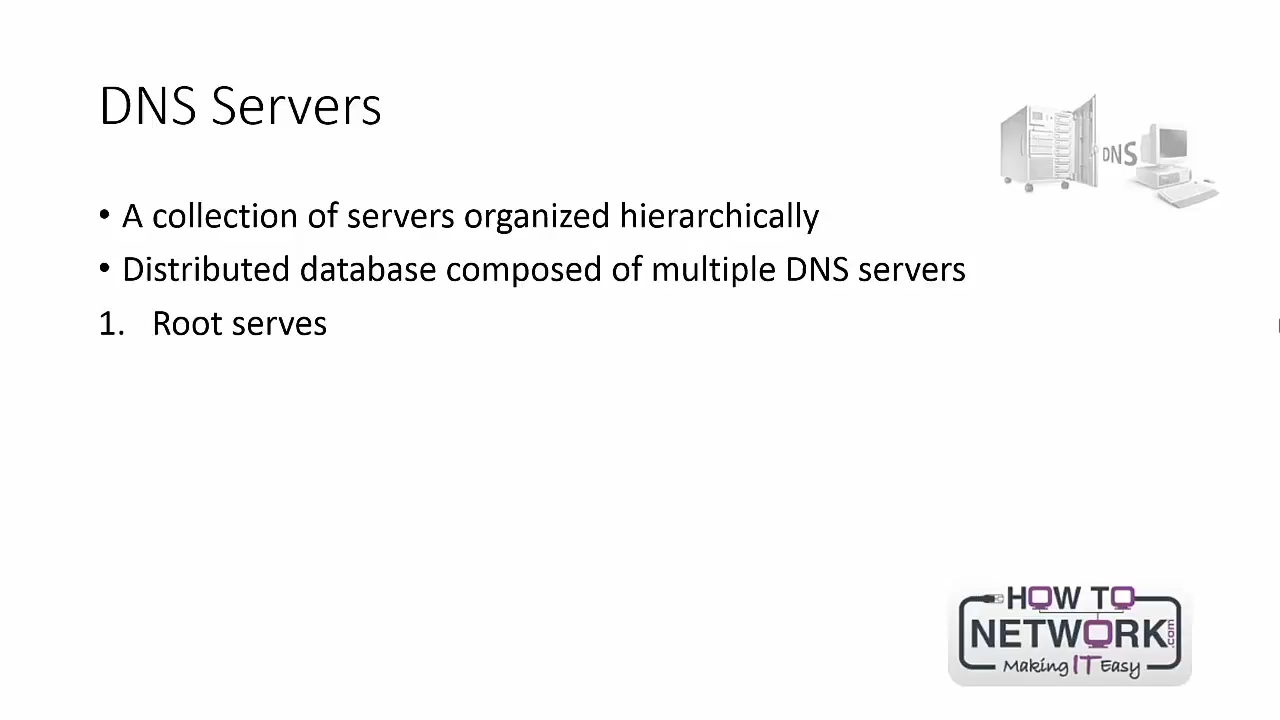 DNS Servers
DNS
• A collection of servers organized hierarchically
• Distributed database composed of multiple DNS servers
1. Root serves
HOW TO
NETWORK.com
Making IT Easy